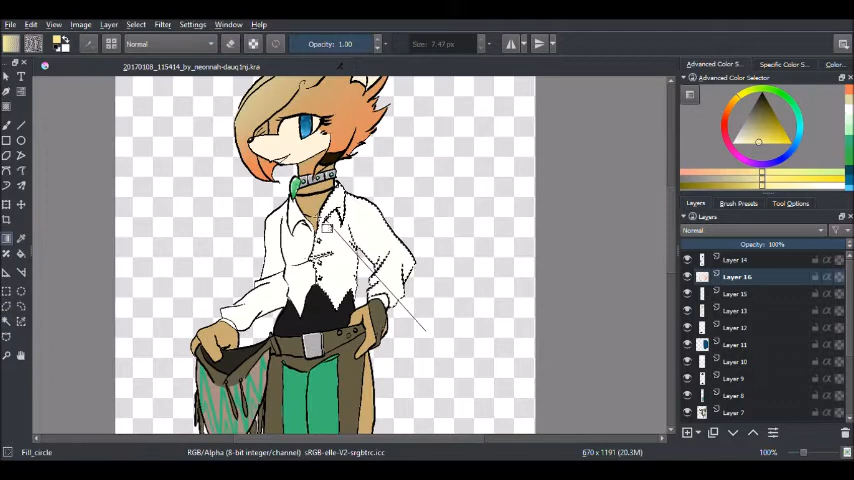 File Edit View Image Layer Select Filter Settings Window Help
Normal Opacity: 1.00 Size: 7.47 px
20170108_115414_by_neonnah-dauq1nj.kra
Advanced Color S... Specific Color S... Color...
Advanced Color Selector
Layers Brush Presets Tool Options
Layers
Normal
Opacity: 100%
Layer 14
Layer 16
Layer 15
Layer 13
Layer 12
Layer 11
Layer 10
Layer 9
Layer 8
Layer 7
Fill_circle RGB/Alpha (8-bit integer/channel) sRGB-elle-V2-srgbtrc.icc 670 x 1191 (20.3M) 100%